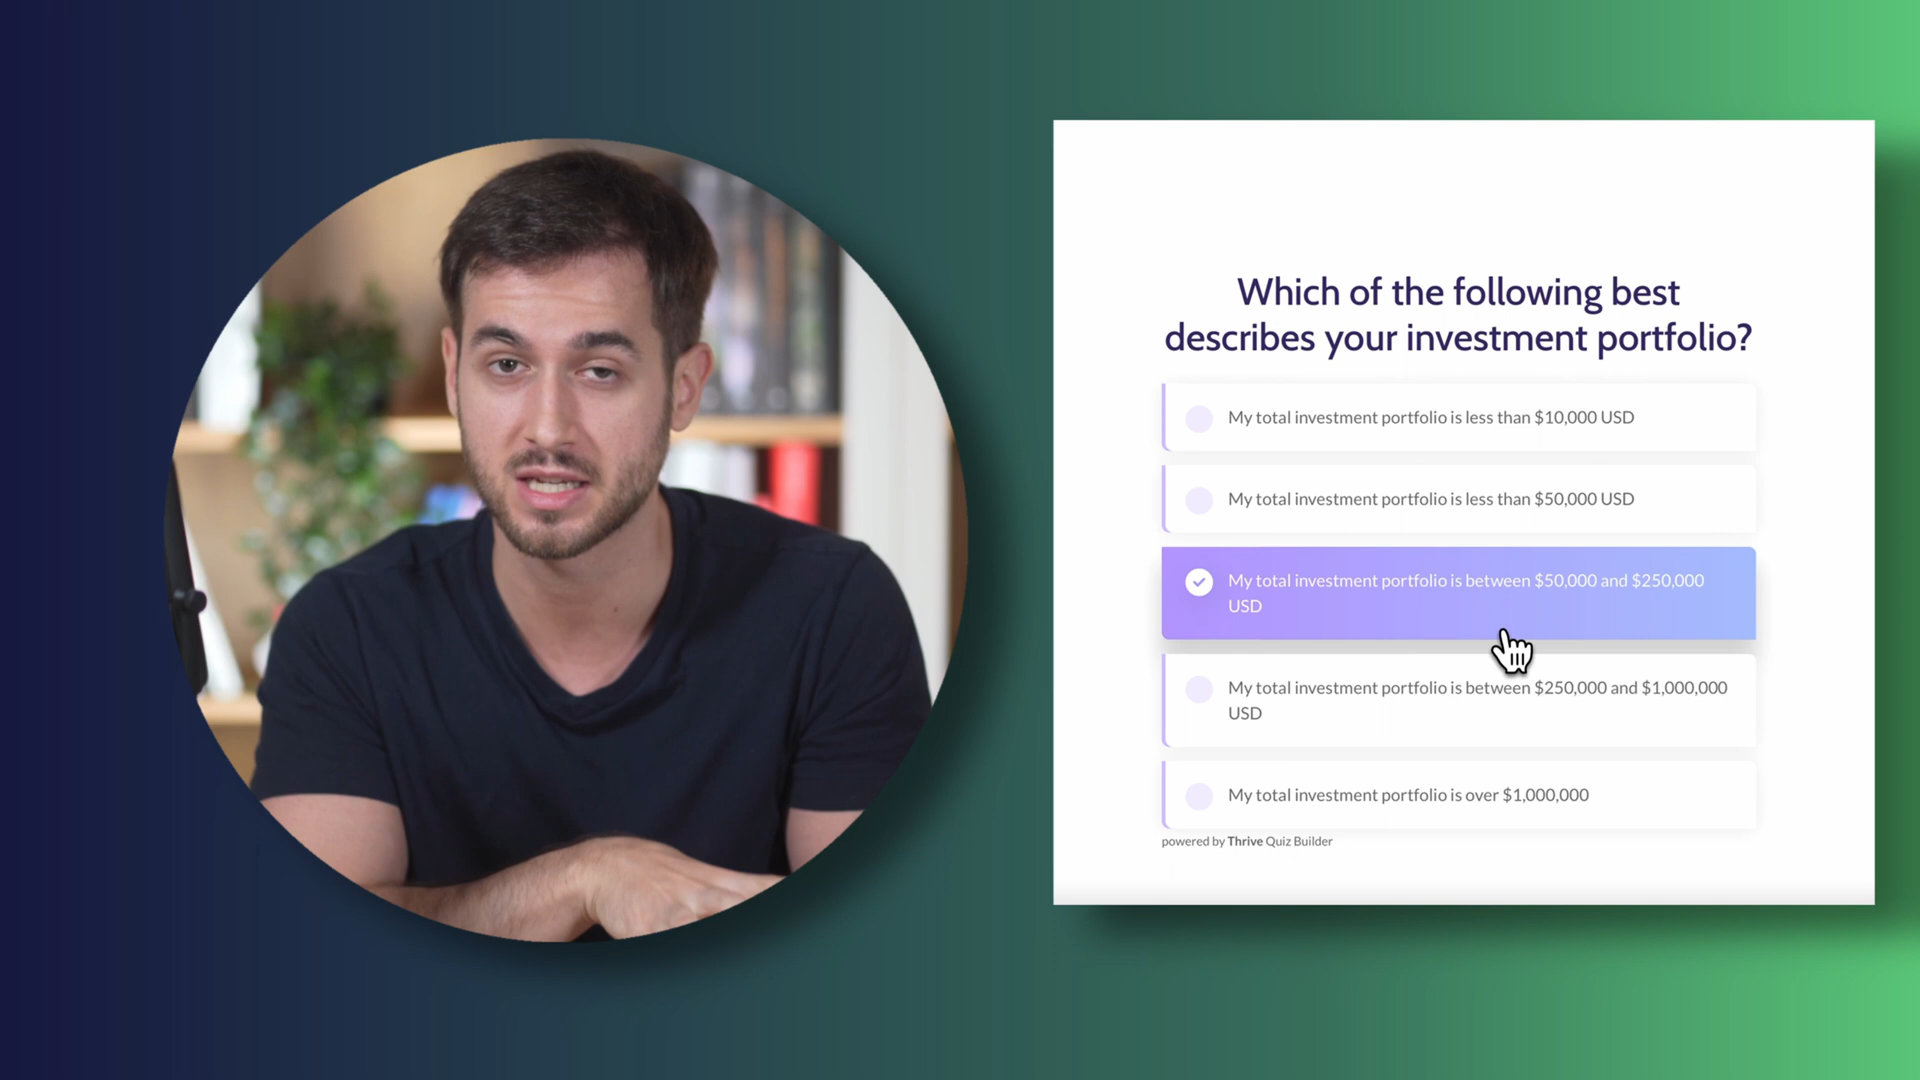 Which of the following best
describes your investment portfolio?
My total investment portfolio is less than $10,000 USD
My total investment portfolio is less than $50,000 USD
My total investment portfolio is between $50,000 and $250,000
USD
My total investment portfolio is between $250,000 and $1,000,000
USD
My total investment portfolio is over $1,000,000
powered by Thrive Quiz Builder